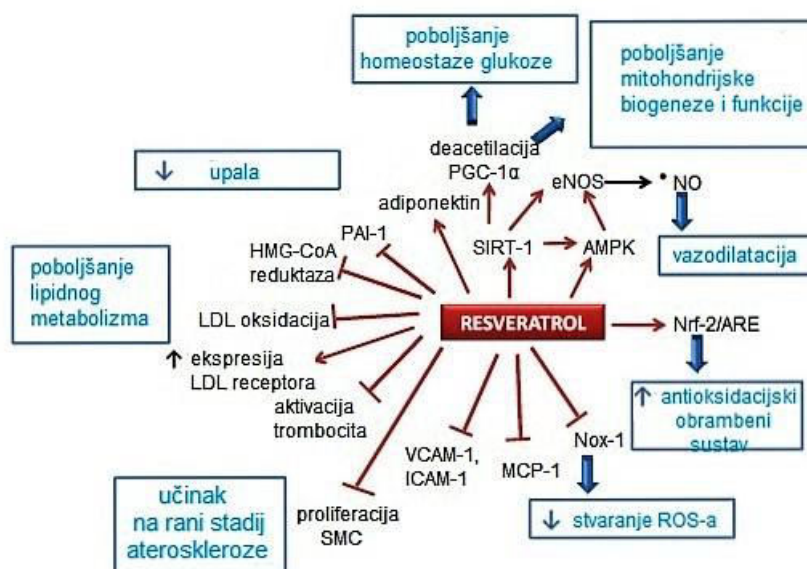 poboljšanje
homeostaze glukoze
poboljšanje
mitohondrijske
biogeneze i funkcije
↓ upala
deacetilacija
PGC-1α
eNOS
• NO
adiponektin
PAI-1
HMG-CoA
reduktaza
SIRT-1
AMPK
vazodilatacija
poboljšanje
lipidnog
metabolizma
LDL oksidacija
RESVERATROL
Nrf-2/ARE
↑ ekspresija
LDL receptora
aktivacija
trombocita
↑ antioksidacijski
obrambeni
sustav
VCAM-1,
ICAM-1
MCP-1
Nox-1
učinak
na rani stadij
ateroskleroze
proliferacija
SMC
↓ stvaranje ROS-a